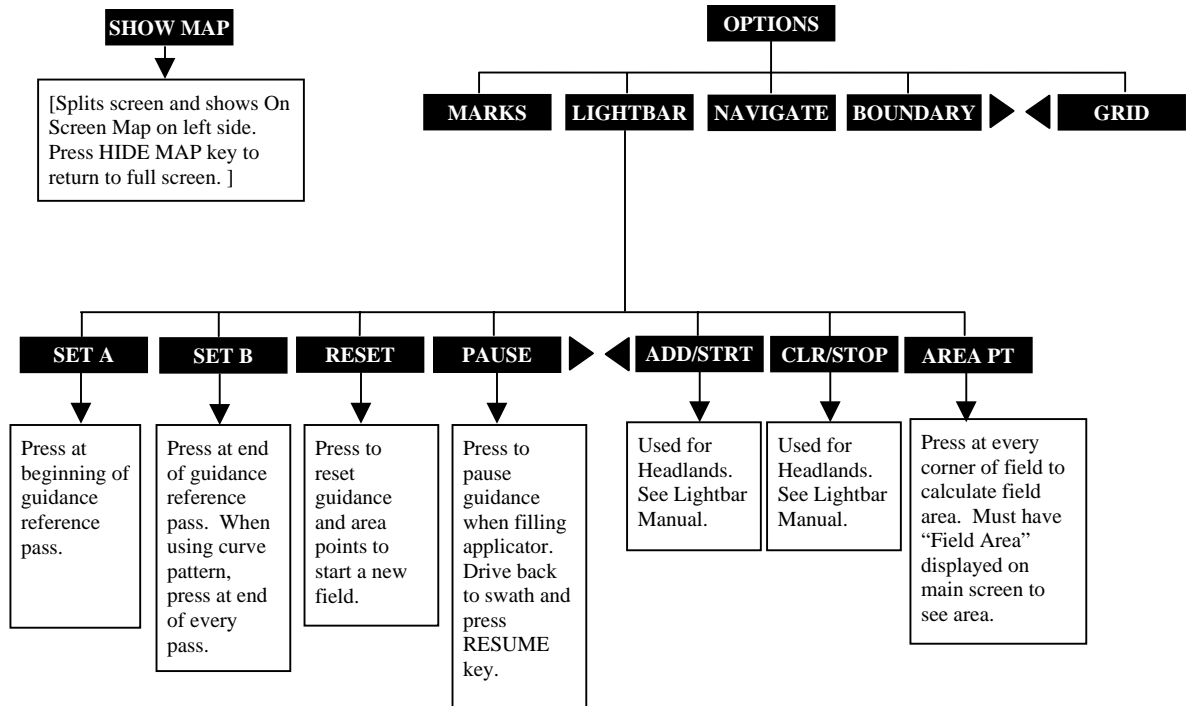 SHOW MAP
[Splits screen and shows On
Screen Map on left side.
Press HIDE MAP key to
return to full screen. ]
OPTIONS
MARKS
LIGHTBAR
NAVIGATE
BOUNDARY
GRID
SET A
SET B
RESET
PAUSE
ADD/STRT
CLR/STOP
AREA PT
Press at
beginning of
guidance
reference
pass.
Press at end
of guidance
reference
pass.  When
using curve
pattern,
press at end
of every
pass.
Press to
reset
guidance
and area
points to
start a new
field.
Press to
pause
guidance
when filling
applicator.
Drive back
to swath and
press
RESUME
key.
Used for
Headlands.
See Lightbar
Manual.
Used for
Headlands.
See Lightbar
Manual.
Press at every
corner of field to
calculate field
area.  Must have
“Field Area”
displayed on
main screen to
see area.